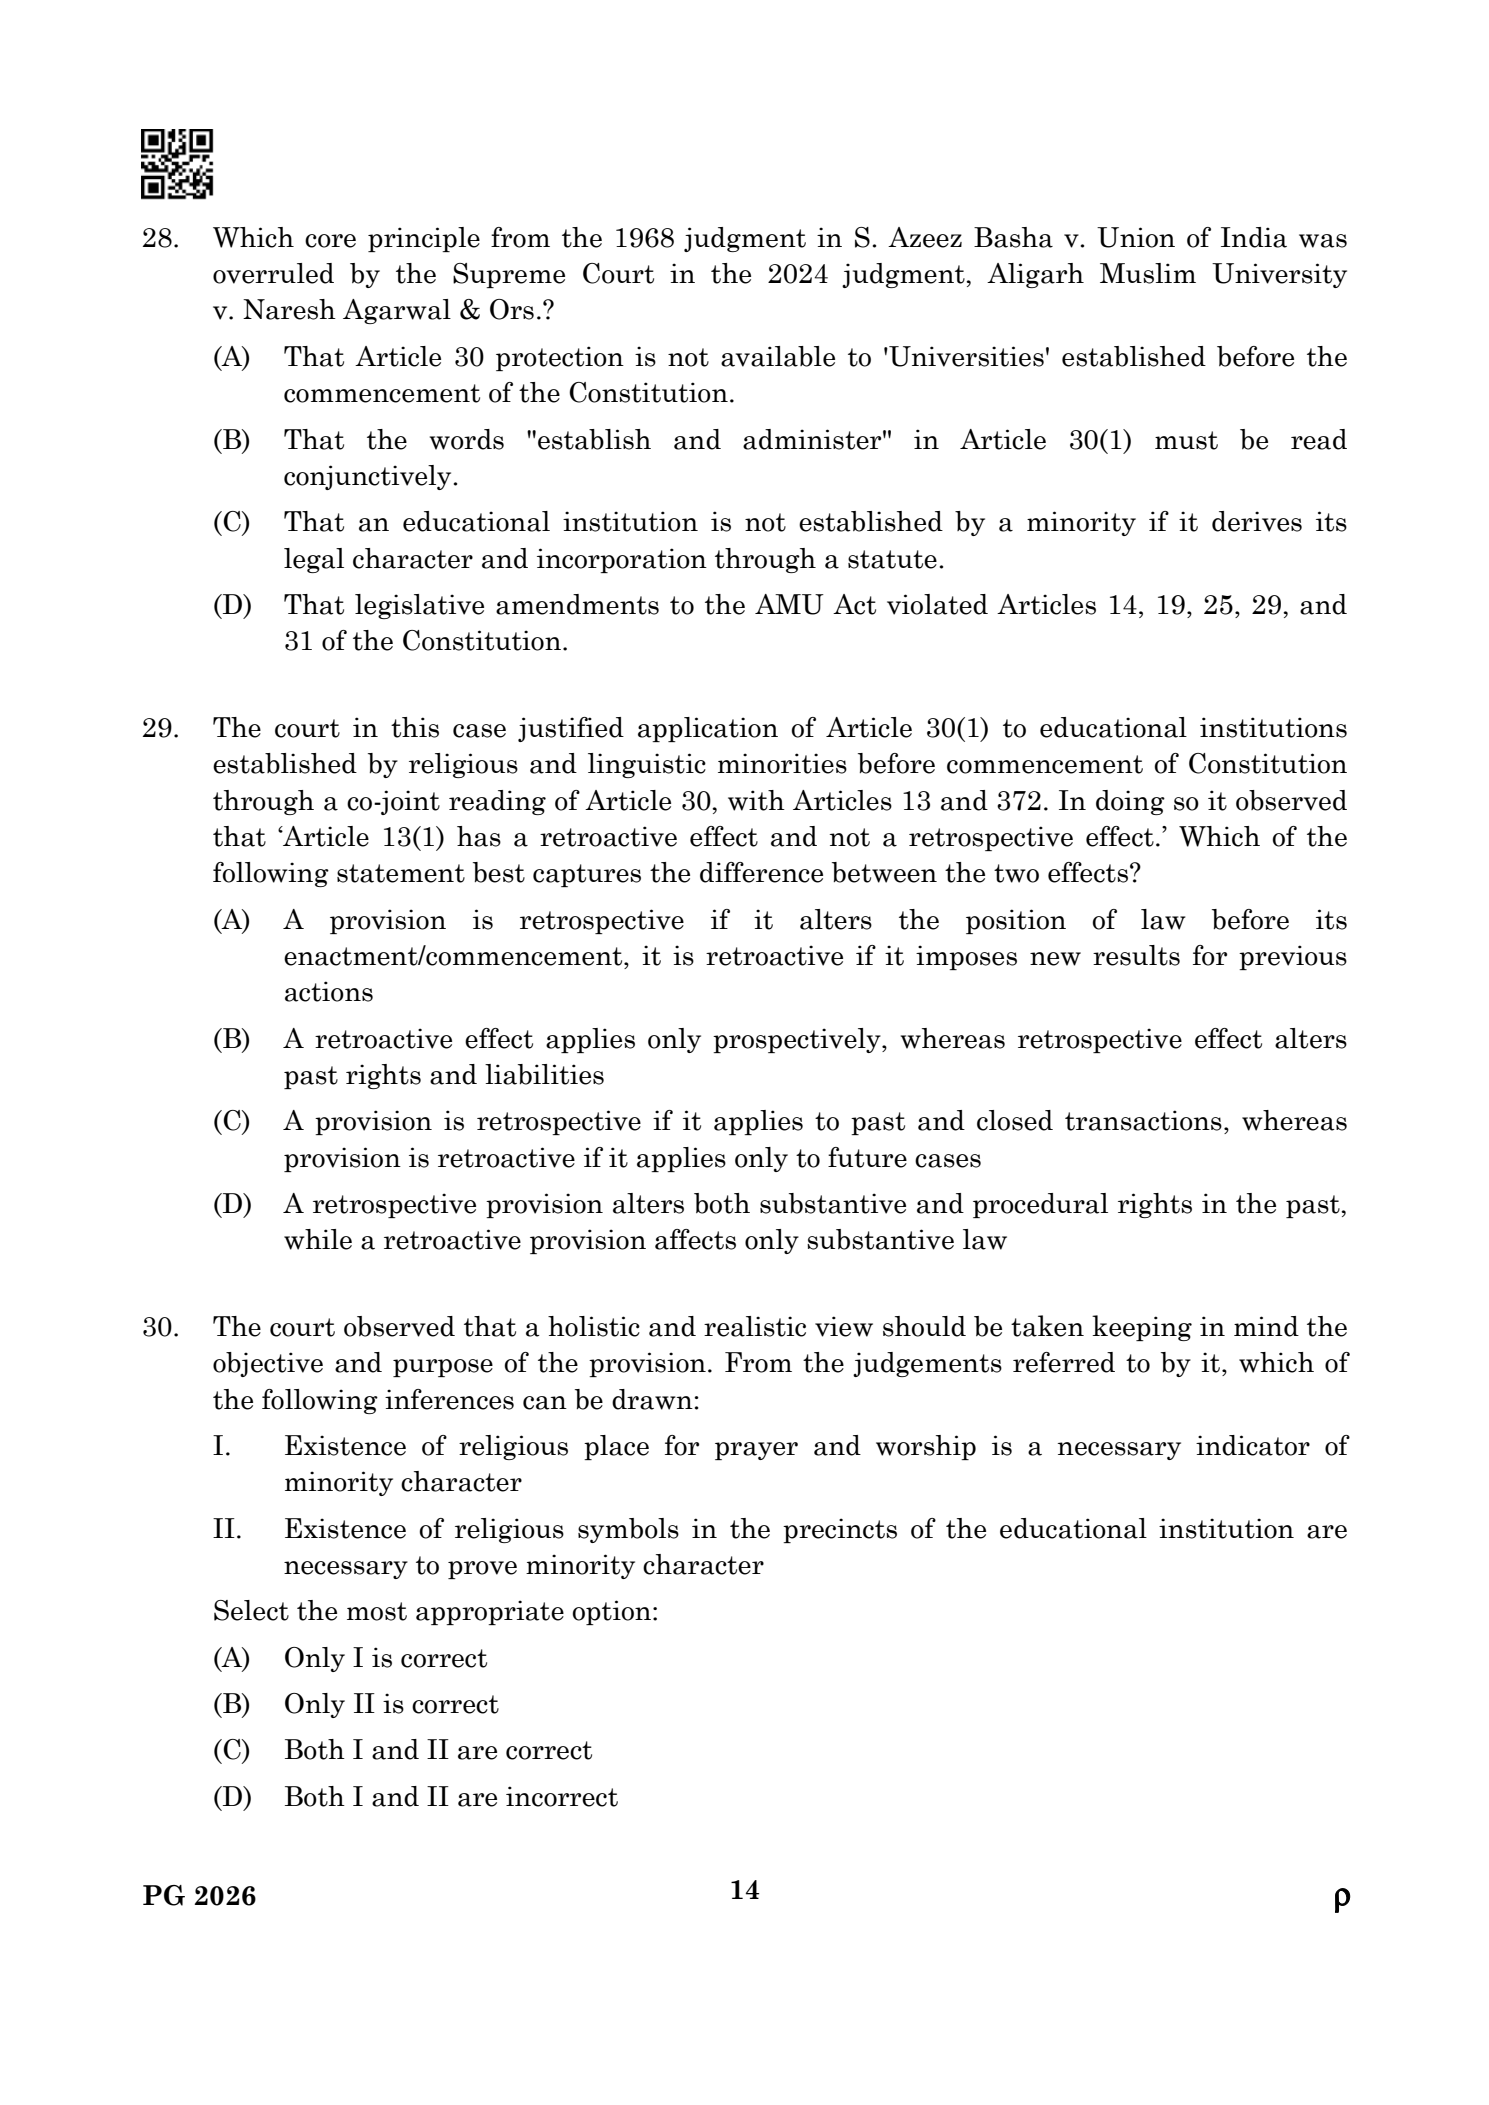 28. Which core principle from the 1968 judgment in S. Azeez Basha v. Union of India was
overruled by the Supreme Court in the 2024 judgment, Aligarh Muslim University
v. Naresh Agarwal & Ors.?
(A) That Article 30 protection is not available to 'Universities' established before the
commencement of the Constitution.
(B) That the words "establish and administer" in Article 30(1) must be read
conjunctively.
(C) That an educational institution is not established by a minority if it derives its
legal character and incorporation through a statute.
(D) That legislative amendments to the AMU Act violated Articles 14, 19, 25, 29, and
31 of the Constitution.
29. The court in this case justified application of Article 30(1) to educational institutions
established by religious and linguistic minorities before commencement of Constitution
through a co-joint reading of Article 30, with Articles 13 and 372. In doing so it observed
that ‘Article 13(1) has a retroactive effect and not a retrospective effect.’ Which of the
following statement best captures the difference between the two effects?
(A) A provision is retrospective if it alters the position of law before its
enactment/commencement, it is retroactive if it imposes new results for previous
actions
(B) A retroactive effect applies only prospectively, whereas retrospective effect alters
past rights and liabilities
(C) A provision is retrospective if it applies to past and closed transactions, whereas
provision is retroactive if it applies only to future cases
(D) A retrospective provision alters both substantive and procedural rights in the past,
while a retroactive provision affects only substantive law
30. The court observed that a holistic and realistic view should be taken keeping in mind the
objective and purpose of the provision. From the judgements referred to by it, which of
the following inferences can be drawn:
I. Existence of religious place for prayer and worship is a necessary indicator of
minority character
II. Existence of religious symbols in the precincts of the educational institution are
necessary to prove minority character
Select the most appropriate option:
(A) Only I is correct
(B) Only II is correct
(C) Both I and II are correct
(D) Both I and II are incorrect
PG 2026 14 ρ